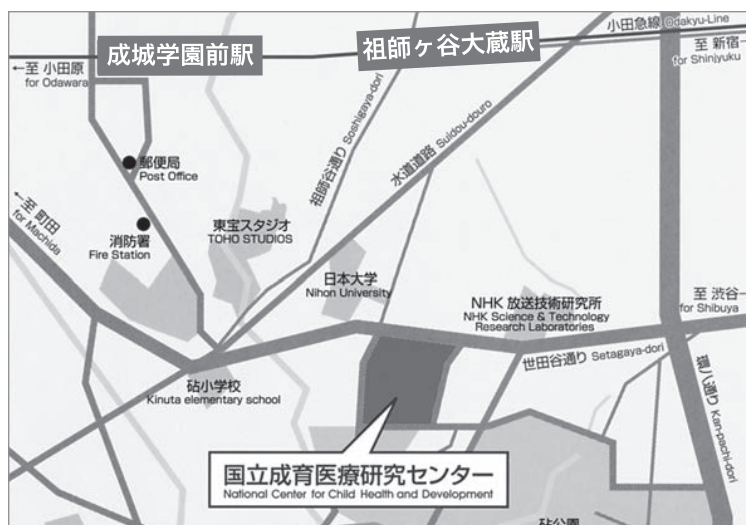 小田急線 Odakyu-Line
成城学園前駅
祖師ヶ谷大蔵駅
←至 小田原
for Odawara
至 新宿→
for Shinjyuku
郵便局
Post Office
祖師谷通り Soshigaya-dori
水道道路 Suidou-douro
←至 町田
for Machida
消防署
Fire Station
東宝スタジオ
TOHO STUDIOS
日本大学
Nihon University
NHK 放送技術研究所
NHK Science & Technology
Research Laboratories
至 渋谷→
for Shibuya
世田谷通り Setagaya-dori
環八通り Kan-pachi-dori
砧小学校
Kinuta elementary school
国立成育医療研究センター
National Center for Child Health and Development
砧公園